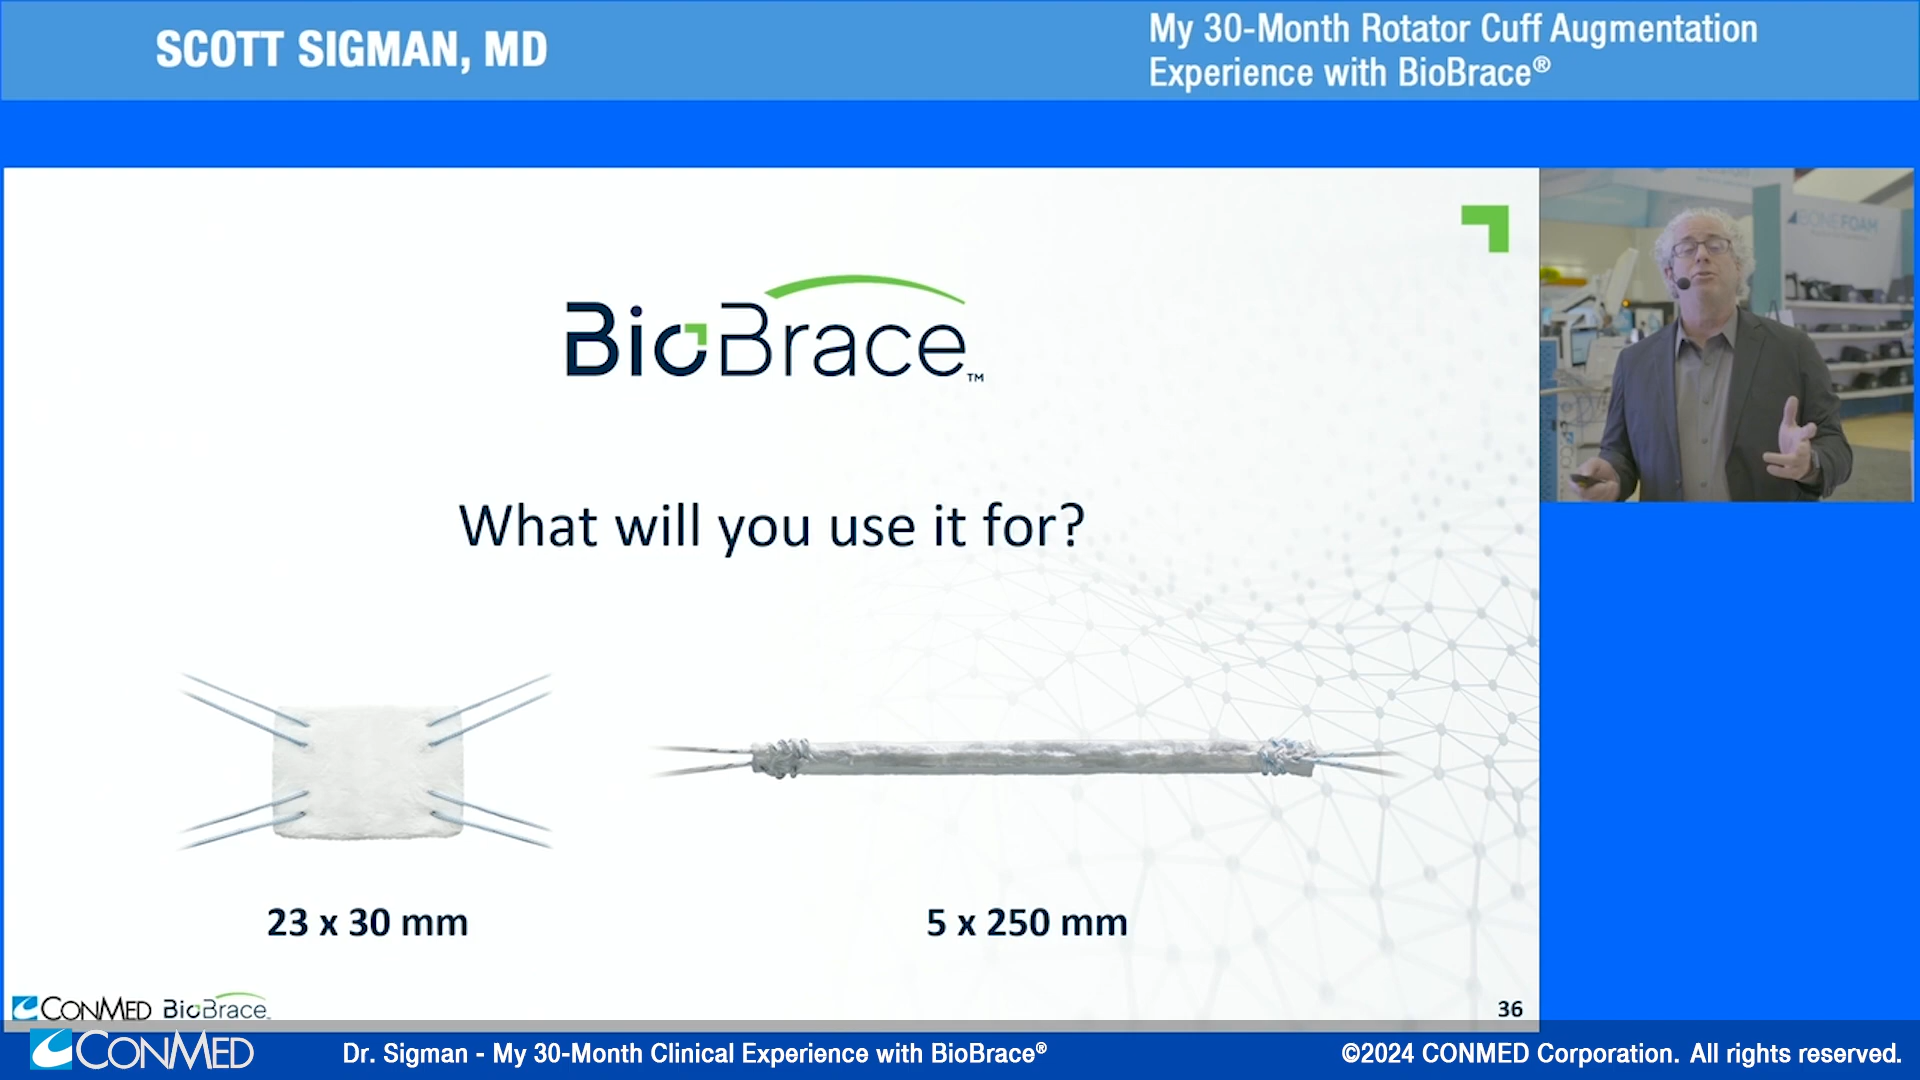 SCOTT SIGMAN, MD
My 30-Month Rotator Cuff Augmentation
Experience with BioBrace®
BONEFOAM
BioBrace™
What will you use it for?
23 x 30 mm
5 x 250 mm
CONMED BioBrace™
36
CONMED
Dr. Sigman - My 30-Month Clinical Experience with BioBrace®
©2024 CONMED Corporation. All rights reserved.